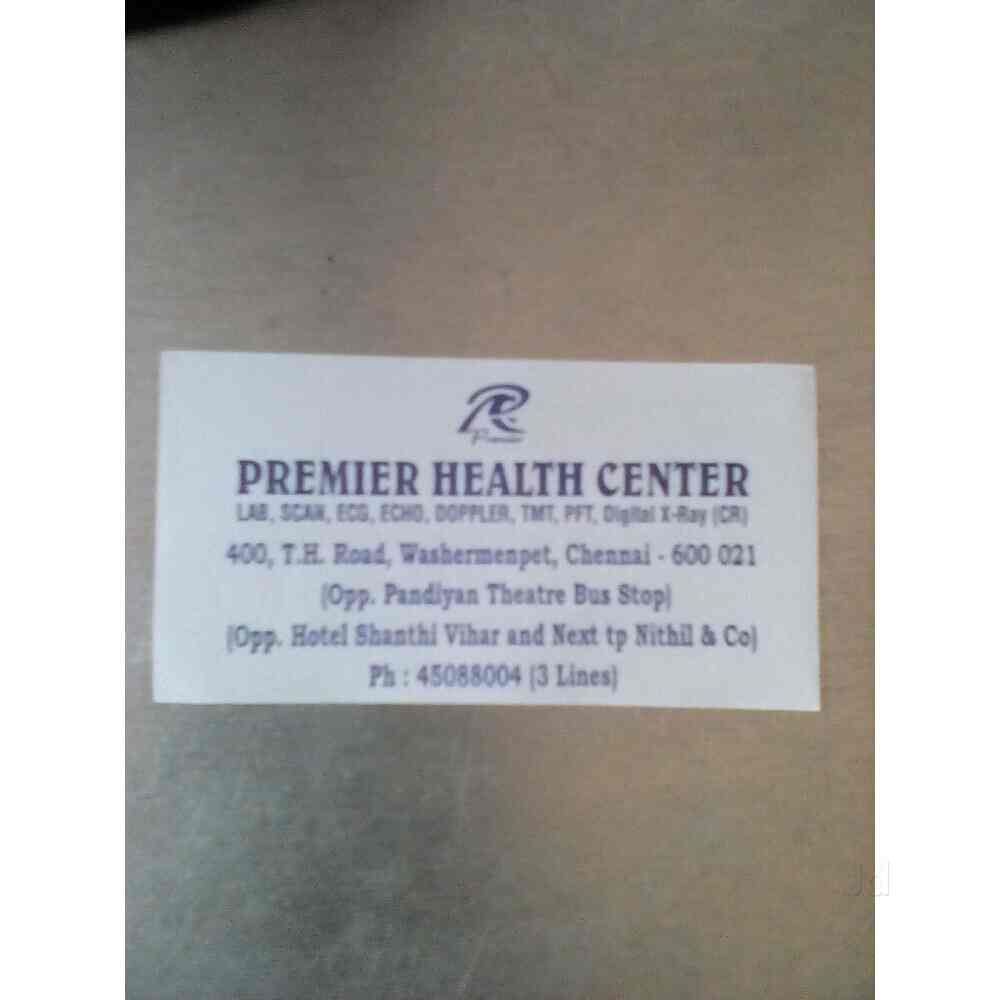 Premier
PREMIER HEALTH CENTER
LAB, SCAN, ECG, ECHO, DOPPLER, TMT, PFT, Digital X-Ray (CR)
400, T.H. Road, Washermenpet, Chennai - 600 021
(Opp. Pandiyan Theatre Bus Stop)
(Opp. Hotel Shanthi Vihar and Next tp Nithil & Co)
Ph : 45088004 (3 Lines)
Jd